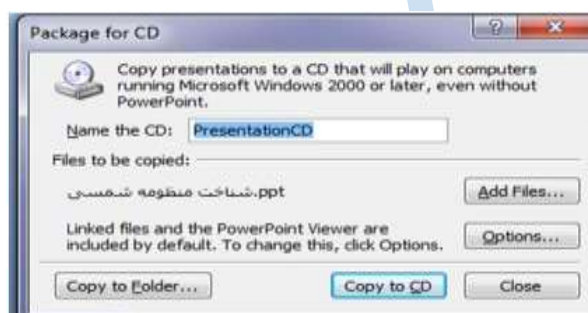 Package for CD
Copy presentations to a CD that will play on computers
running Microsoft Windows 2000 or later, even without
PowerPoint.
Name the CD: PresentationCD
Files to be copied:
شناخت منظومه شمسی.ppt
Add Files...
Linked files and the PowerPoint Viewer are
included by default. To change this, click Options.
Options...
Copy to Folder...
Copy to CD
Close